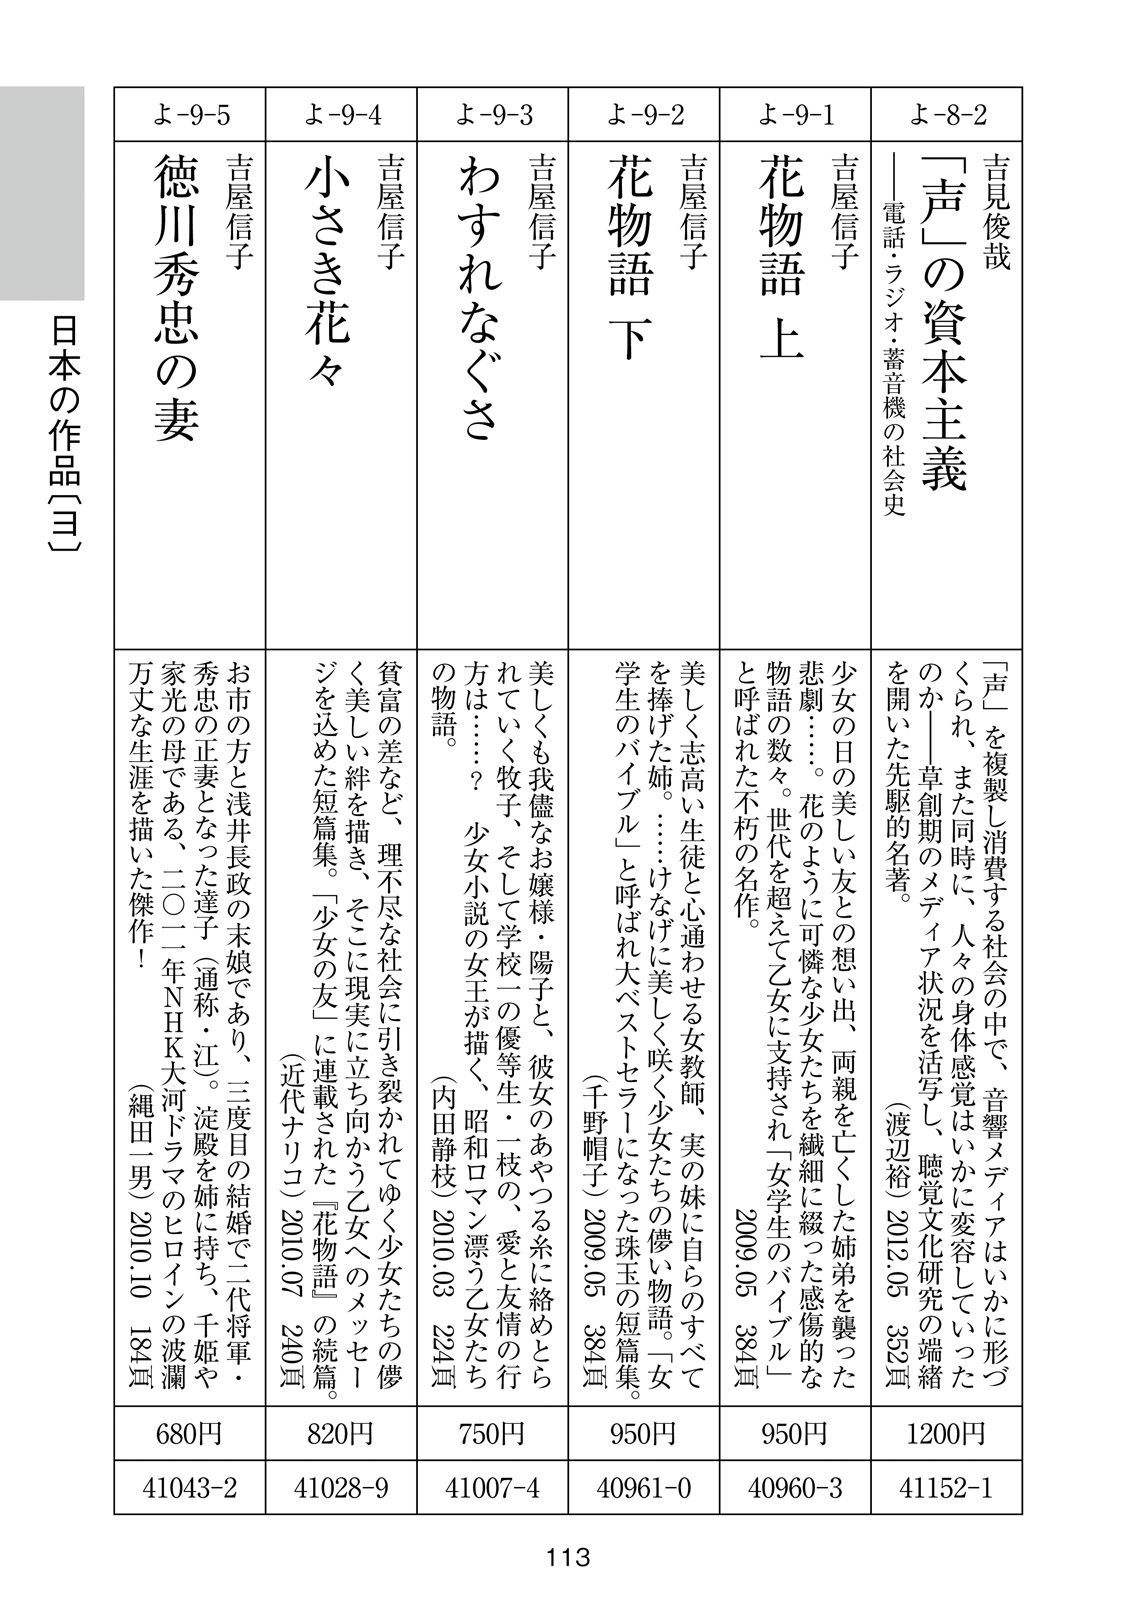 日本の作品〔ヨ〕
よ-8-2
吉見俊哉
「声」の資本主義
──電話・ラジオ・蓄音機の社会史
「声」を複製し消費する社会の中で、音響メディアはいかに形づ
くられ、また同時に、人々の身体感覚はいかに変容していった
のか──草創期のメディア状況を活写し、聴覚文化研究の端緒
を開いた先駆的名著。
(渡辺裕) 2012.05 352頁
1200円
41152-1
よ-9-1
吉屋信子
花物語 上
少女の日の美しい友との想い出、両親を亡くした姉弟を襲った
悲劇……。花のように可憐な少女たちを繊細に綴った感傷的な
物語の数々。世代を超えて乙女に支持され「女学生のバイブル」
と呼ばれた不朽の名作。
2009.05 384頁
950円
40960-3
よ-9-2
吉屋信子
花物語 下
美しく志高い生徒と心通わせる女教師、実の妹に自らのすべて
を捧げた姉。……けなげに美しく咲く少女たちの儚い物語。「女
学生のバイブル」と呼ばれ大ベストセラーになった珠玉の短篇集。
(千野帽子) 2009.05 384頁
950円
40961-0
よ-9-3
吉屋信子
わすれなぐさ
美しくも我儘なお嬢様・陽子と、彼女のあやつる糸に絡めとら
れていく牧子、そして学校一の優等生・一枝の、愛と友情の行
方は……? 少女小説の女王が描く、昭和ロマン漂う乙女たち
の物語。
(内田静枝) 2010.03 224頁
750円
41007-4
よ-9-4
吉屋信子
小さき花々
貧富の差など、理不尽な社会に引き裂かれてゆく少女たちの儚
く美しい絆を描き、そこに現実に立ち向かう乙女へのメッセー
ジを込めた短篇集。「少女の友」に連載された『花物語』の続篇。
(近代ナリコ) 2010.07 240頁
820円
41028-9
よ-9-5
吉屋信子
徳川秀忠の妻
お市の方と浅井長政の末娘であり、三度目の結婚で二代将軍・
秀忠の正妻となった達子(通称・江)。淀殿を姉に持ち、千姫や
家光の母である、二〇一一年NHK大河ドラマのヒロインの波瀾
万丈な生涯を描いた傑作!
(縄田一男) 2010.10 184頁
680円
41043-2
113